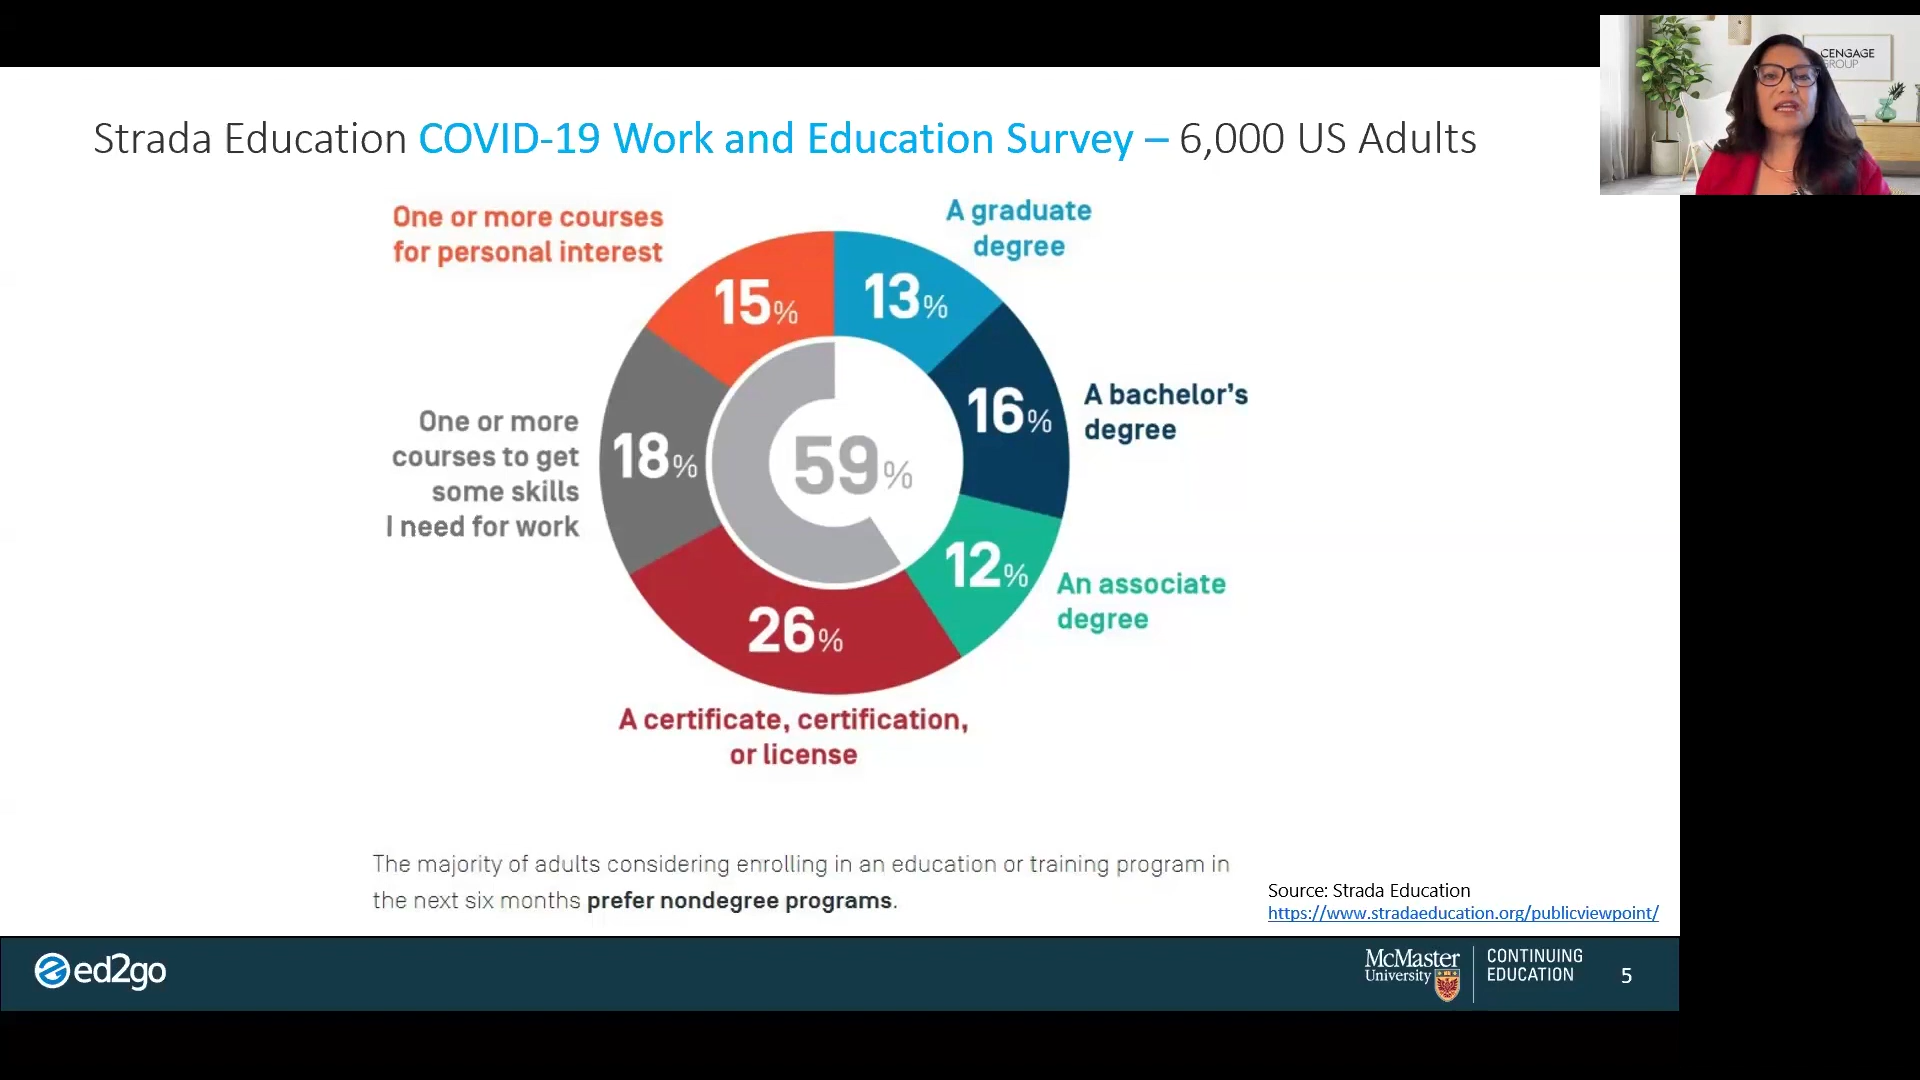 CENGAGE
GROUP
Strada Education COVID-19 Work and Education Survey – 6,000 US Adults
One or more courses
for personal interest
A graduate
degree
15%
13%
16%
A bachelor's
degree
One or more
courses to get
some skills
I need for work
18%
59%
12%
An associate
degree
26%
A certificate, certification,
or license
The majority of adults considering enrolling in an education or training program in
the next six months prefer nondegree programs.
Source: Strada Education
https://www.stradaeducation.org/publicviewpoint/
ed2go
McMaster
University
CONTINUING
EDUCATION
5